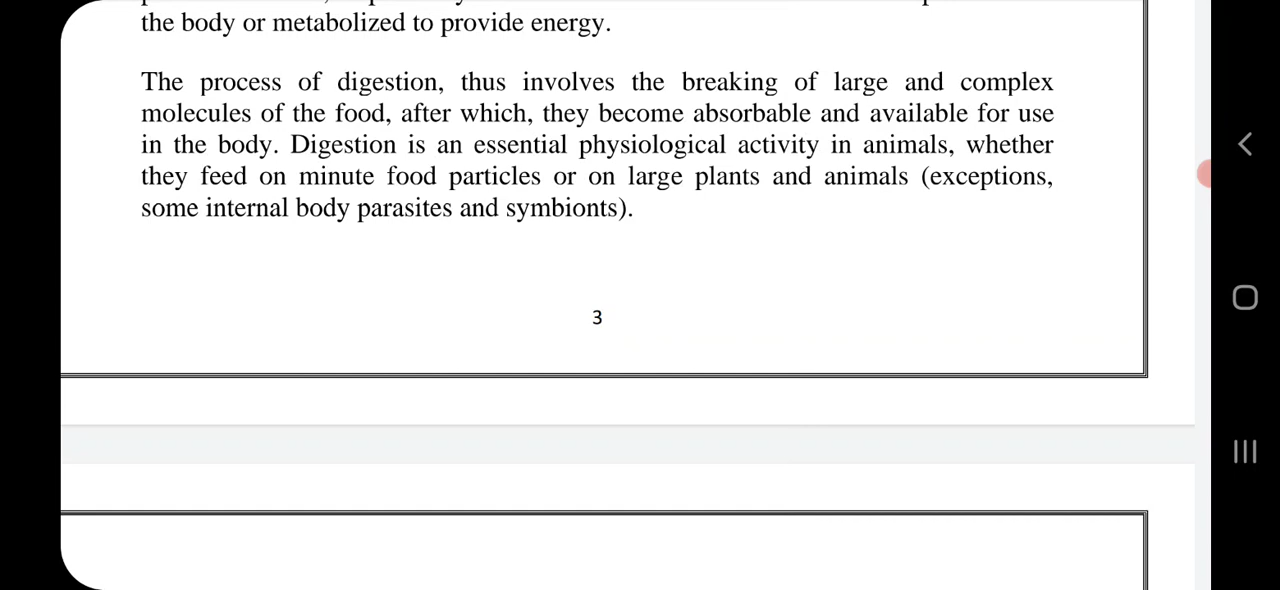 the body or metabolized to provide energy.
The process of digestion, thus involves the breaking of large and complex
molecules of the food, after which, they become absorbable and available for use
in the body. Digestion is an essential physiological activity in animals, whether
they feed on minute food particles or on large plants and animals (exceptions,
some internal body parasites and symbionts).
3